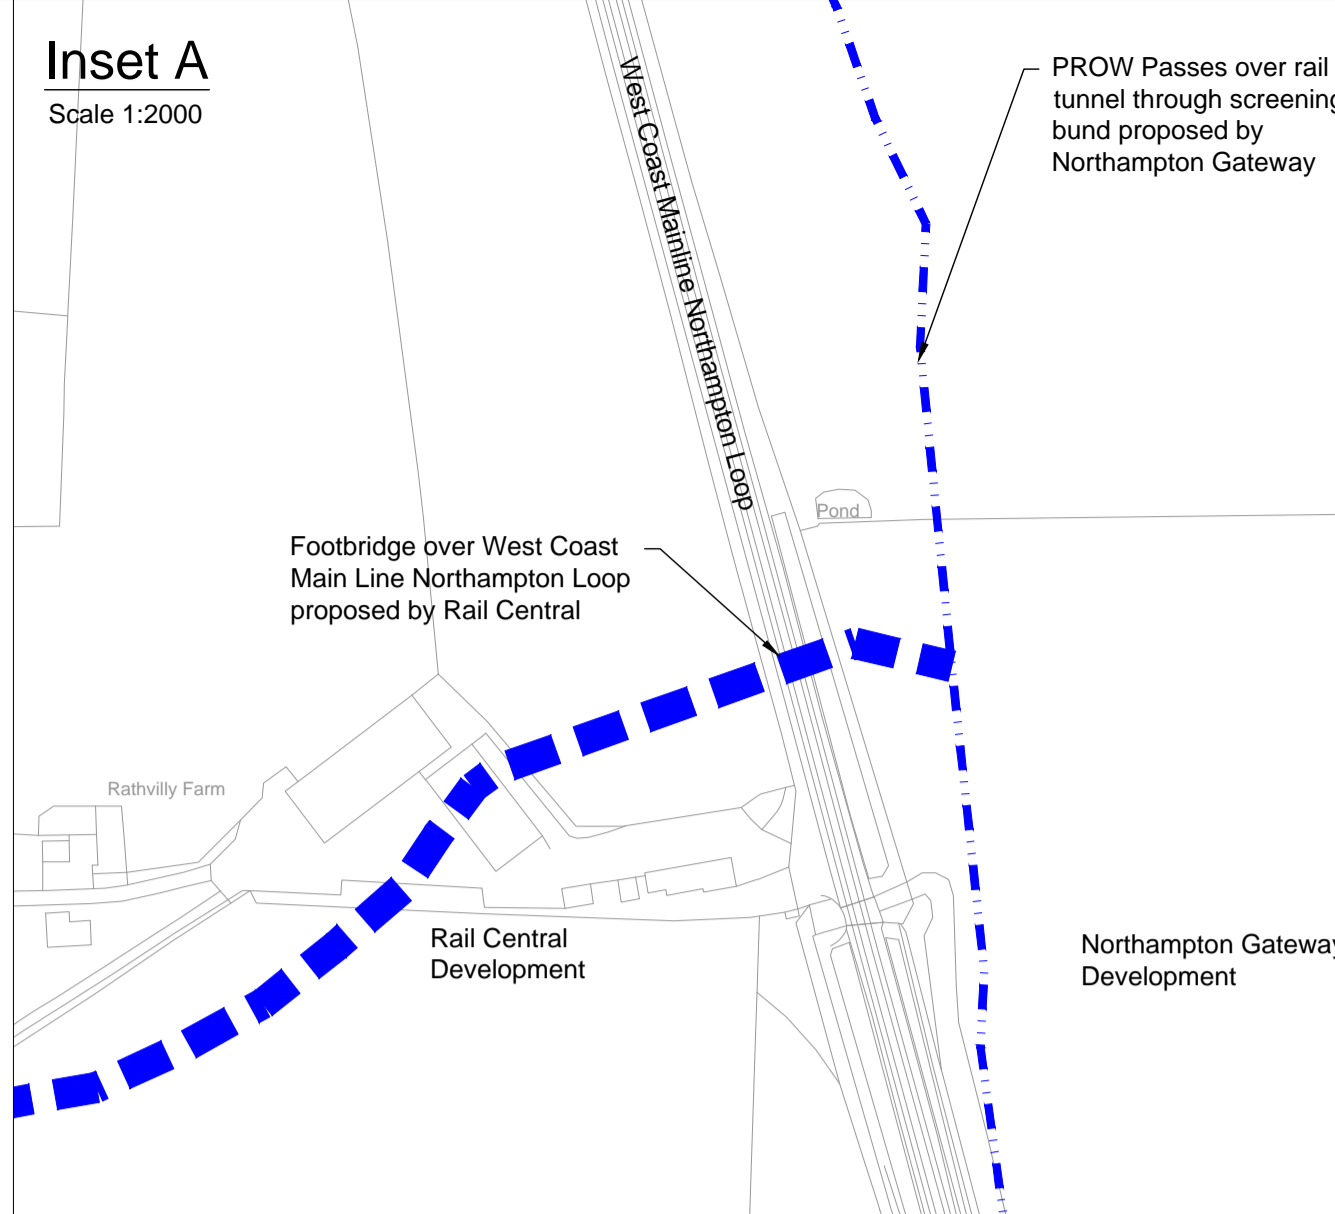 Inset A
Scale 1:2000
West Coast Mainline Northampton Loop
PROW Passes over rail
tunnel through screening
bund proposed by
Northampton Gateway
Pond
Footbridge over West Coast
Main Line Northampton Loop
proposed by Rail Central
Rathvilly Farm
Rail Central
Development
Northampton Gateway
Development